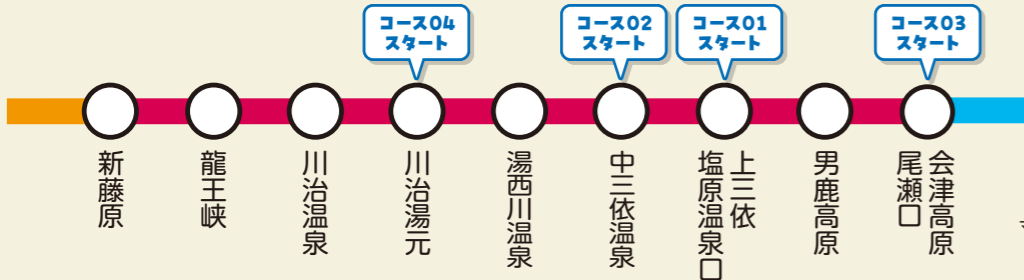 コース04
スタート
コース02
スタート
コース01
スタート
コース03
スタート
新藤原
龍王峡
川治温泉
川治湯元
湯西川温泉
中三依温泉
上三依
塩原温泉口
男鹿高原
会津高原
尾瀬口